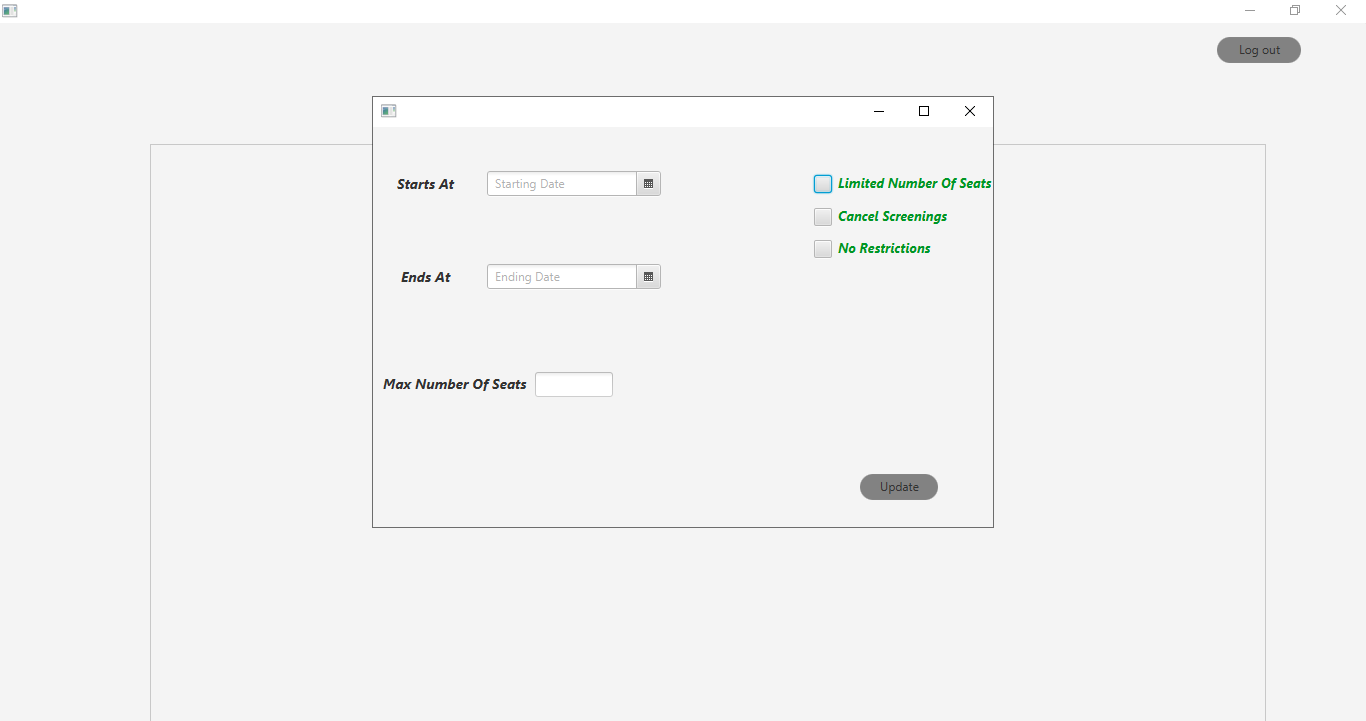 Log out
Starts At
Starting Date
Limited Number Of Seats
Cancel Screenings
No Restrictions
Ends At
Ending Date
Max Number Of Seats
Update